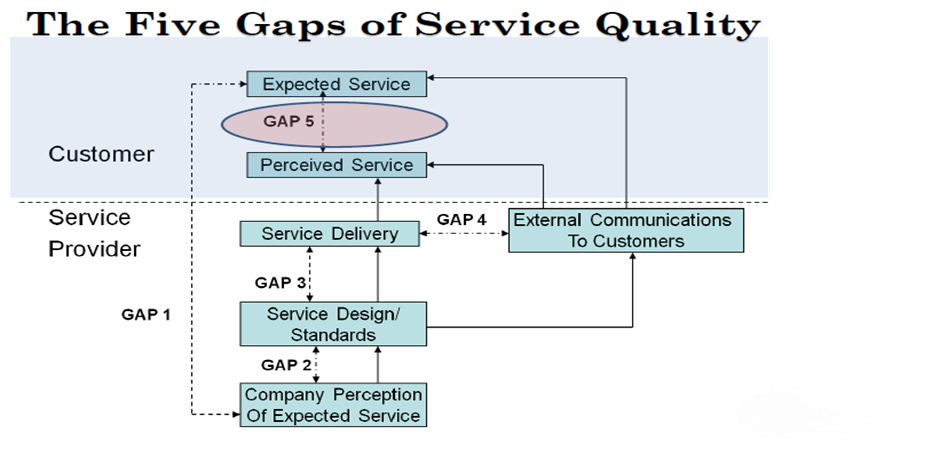 The Five Gaps of Service Quality
Expected Service
GAP 5
Customer
Perceived Service
Service
Provider
Service Delivery
GAP 4
External Communications
To Customers
GAP 3
GAP 1
Service Design/
Standards
GAP 2
Company Perception
Of Expected Service